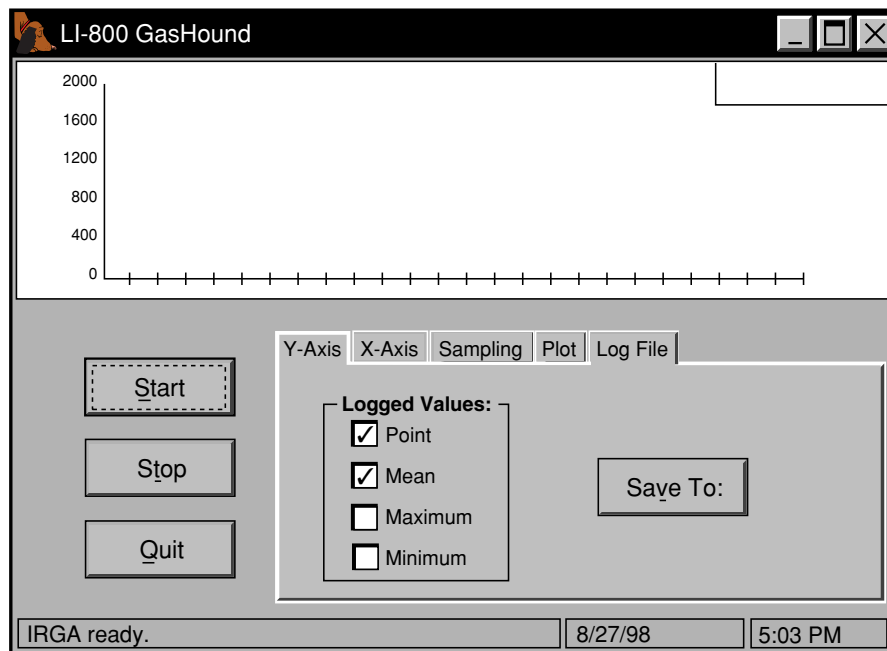 LI-800 GasHound
2000
1600
1200
800
400
0
Y-Axis X-Axis Sampling Plot Log File
Start
Stop
Quit
Logged Values:
Point
Mean
Maximum
Minimum
Save To:
IRGA ready. 8/27/98 5:03 PM